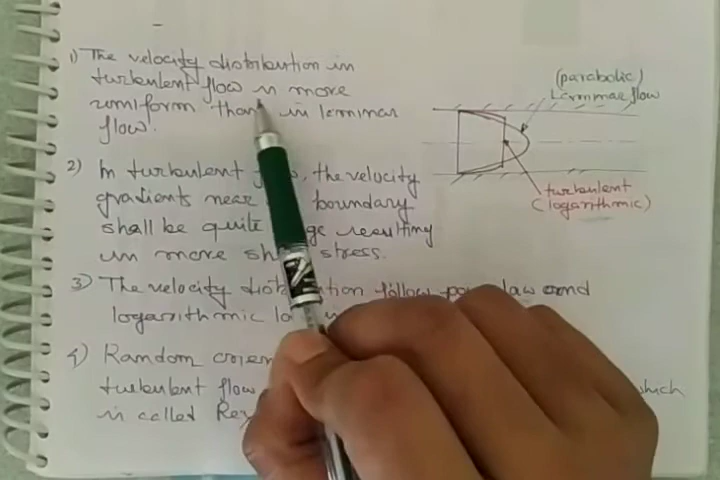 1) The velocity distribution in
turbulent flow is more
uniform than in laminar
flow.
2) In turbulent, the velocity
gradients near boundary
shall be quite resulting
in more stress.
3) The velocity follow law and
logarithmic
4) Random
turbulent flow which
is called
(parabolic)
Laminar flow
turbulent
(logarithmic)